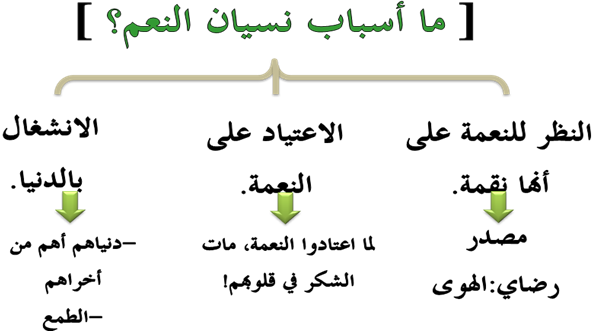 [ ما أسباب نسيان النعم؟ ]
النظر للنعمة على
أنها نقمة.
مصدر
رضاي:الهوى
الاعتياد على
النعمة.
لما اعتادوا النعمة، مات
الشكر في قلوبهم!
الانشغال
بالدنيا.
–دنياهم أهم من
أخراهم
–الطمع